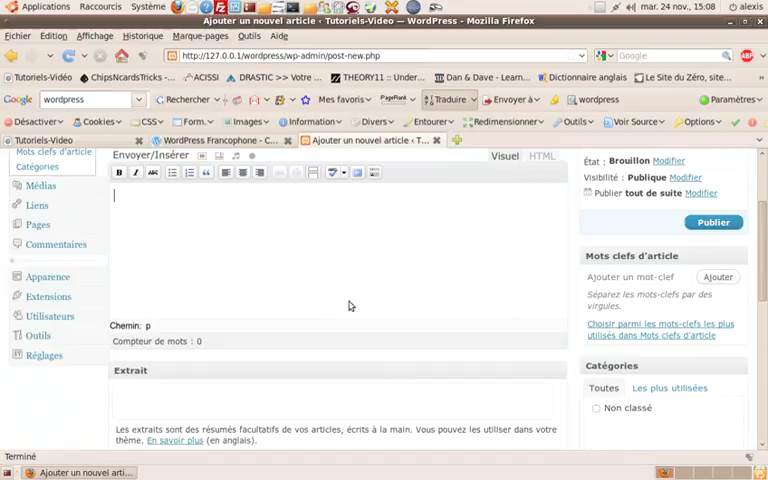 Applications Raccourcis Système mar. 24 nov., 15:08 alexis
Ajouter un nouvel article ‹ Tutoriels-Video — WordPress - Mozilla Firefox
Fichier Édition Affichage Historique Marque-pages Outils Aide
http://127.0.0.1/wordpress/wp-admin/post-new.php Google ABP
Tutoriels-Vidéo ChipsNcardsTricks -... ACISSI DRASTIC >> Votre ... THEORY11 :: Under... Dan & Dave - Learn... Dictionnaire anglais Le Site du Zéro, site...
Google wordpress Rechercher Mes favoris PageRank Traduire Envoyer à wordpress Paramètres
Désactiver Cookies CSS Form. Images Information Divers Entourer Redimensionner Outils Voir Source Options
Tutoriels-Video WordPress Francophone - C... Ajouter un nouvel article ‹ T...
Mots clefs d'article
Catégories
Médias
Liens
Pages
Commentaires
Apparence
Extensions
Utilisateurs
Outils
Réglages
Envoyer/Insérer Visuel HTML
B I ABC
Chemin: p
Compteur de mots : 0
Extrait
Les extraits sont des résumés facultatifs de vos articles, écrits à la main. Vous pouvez les utiliser dans votre
thème. En savoir plus (en anglais).
État : Brouillon Modifier
Visibilité : Publique Modifier
Publier tout de suite Modifier
Publier
Mots clefs d'article
Ajouter un mot-clef Ajouter
Séparez les mots-clefs par des
virgules.
Choisir parmi les mots-clefs les plus
utilisés dans Mots clefs d'article
Catégories
Toutes Les plus utilisées
Non classé
Terminé
Ajouter un nouvel arti...